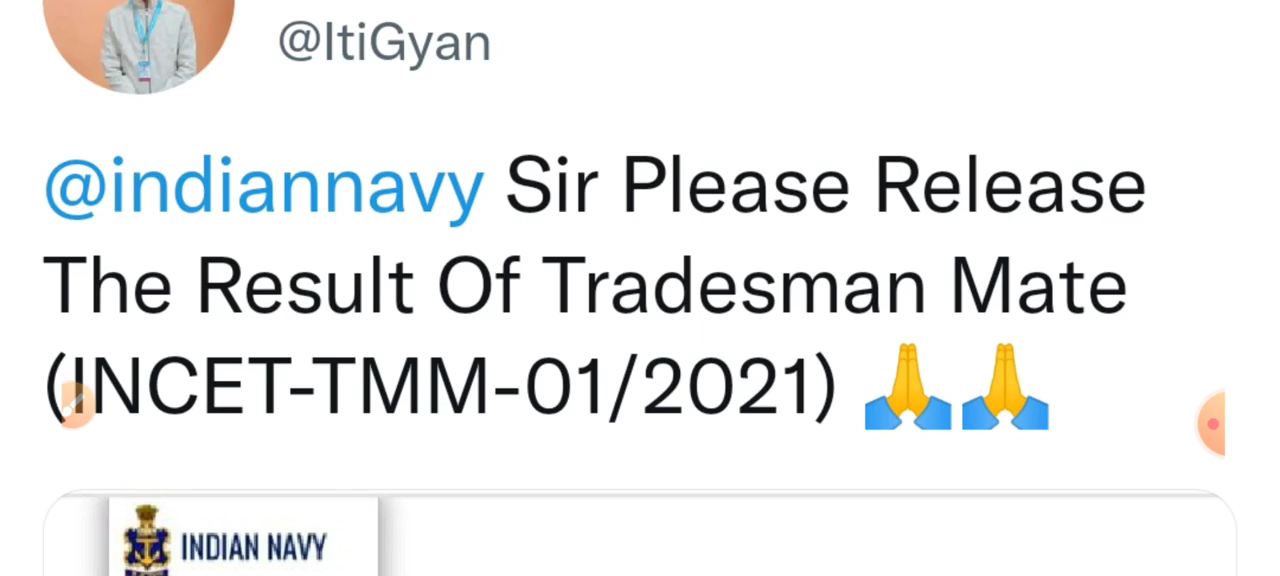 @ItiGyan
@indiannavy Sir Please Release
The Result Of Tradesman Mate
(INCET-TMM-01/2021) 🙏🙏
INDIAN NAVY